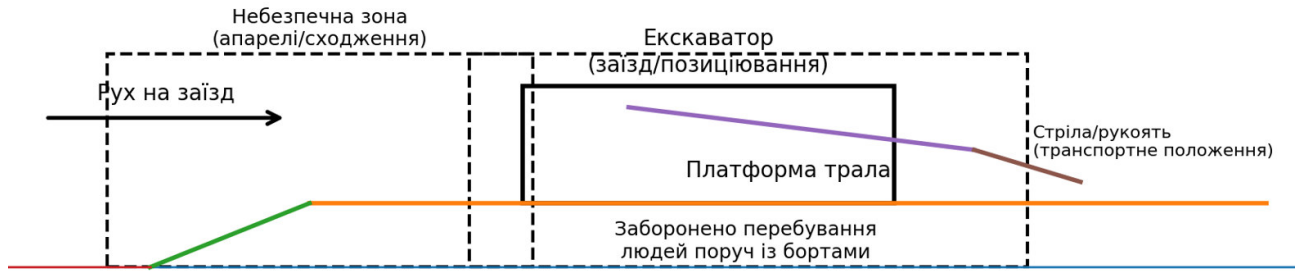 Небезпечна зона
(апарелі/сходження)
Екскаватор
(заїзд/позиціювання)
Рух на заїзд
Стріла/рукоять
(транспортне положення)
Платформа трала
Заборонено перебування
людей поруч із бортами